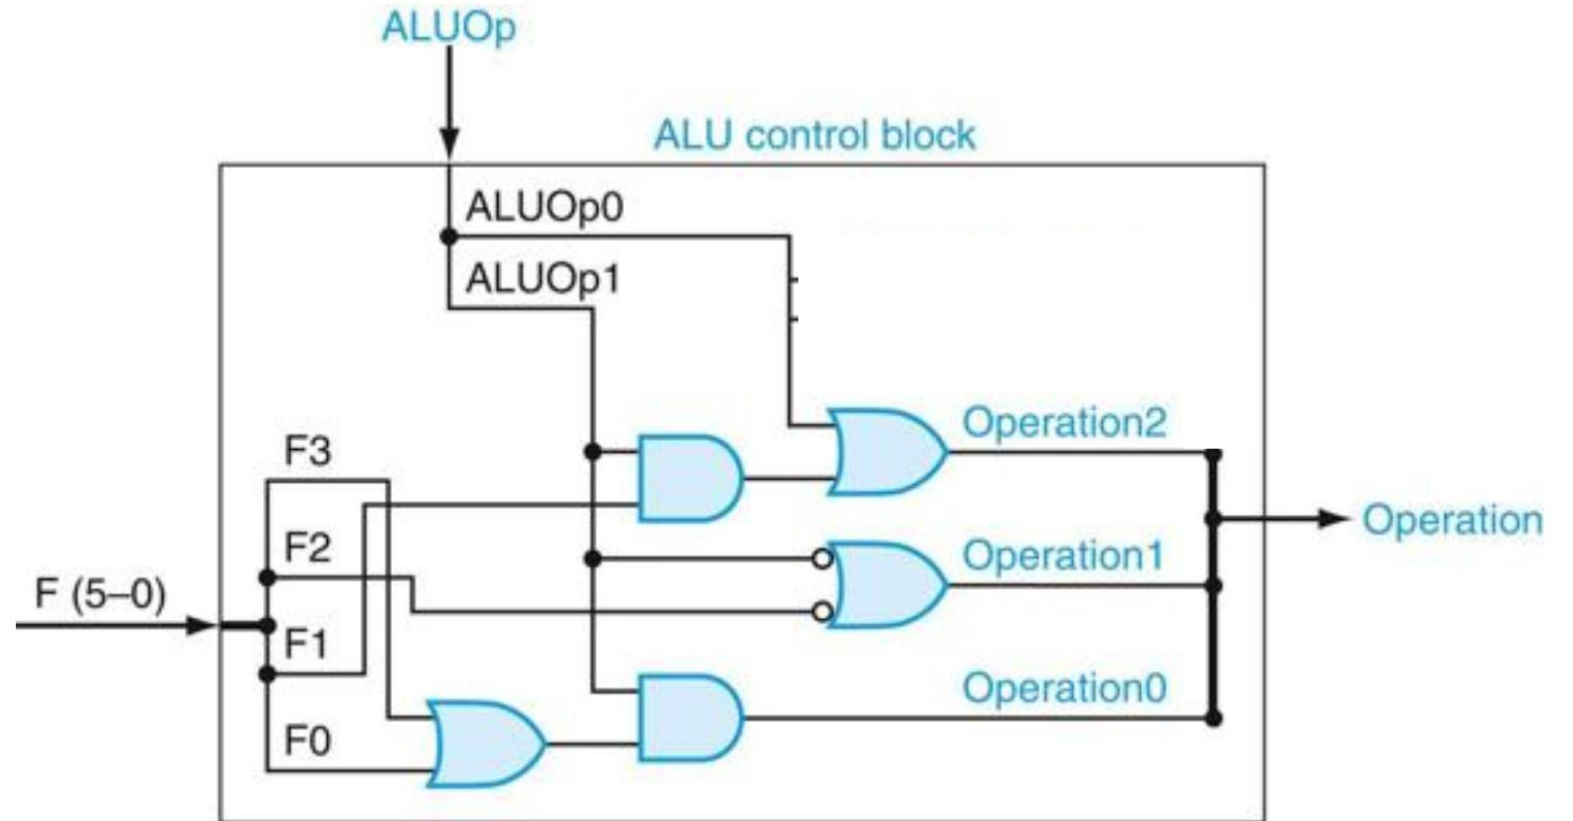 ALUOp
ALU control block
ALUOp0
ALUOp1
Operation2
F3
Operation
F2
Operation1
F (5–0)
F1
Operation0
F0